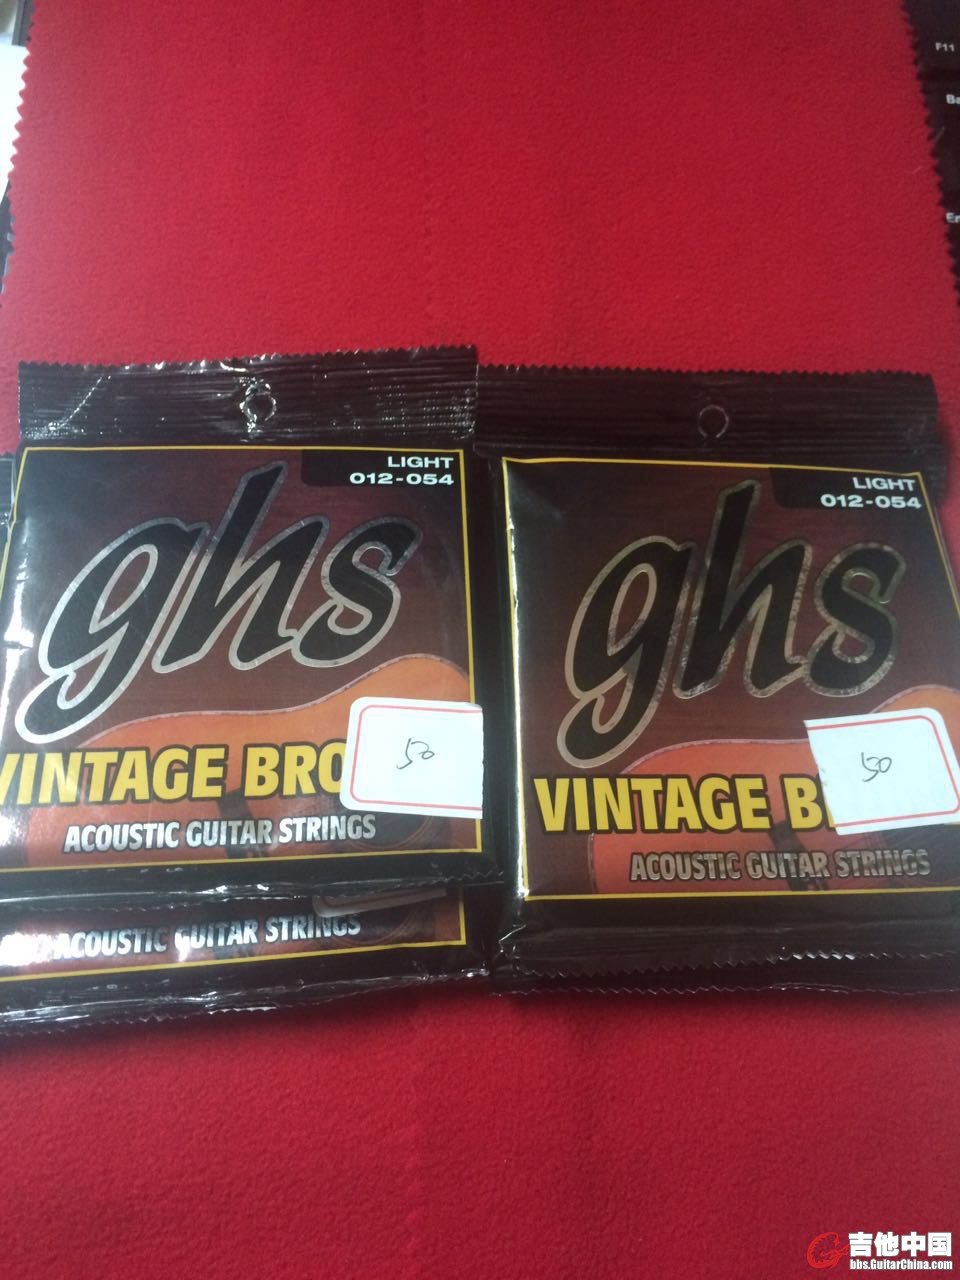 F11
LIGHT
012-054
ghs
VINTAGE BRO
50
ACOUSTIC GUITAR STRINGS
ACOUSTIC GUITAR STRINGS
LIGHT
012-054
ghs
VINTAGE B
50
ACOUSTIC GUITAR STRINGS
吉他中国
bbs.GuitarChina.com